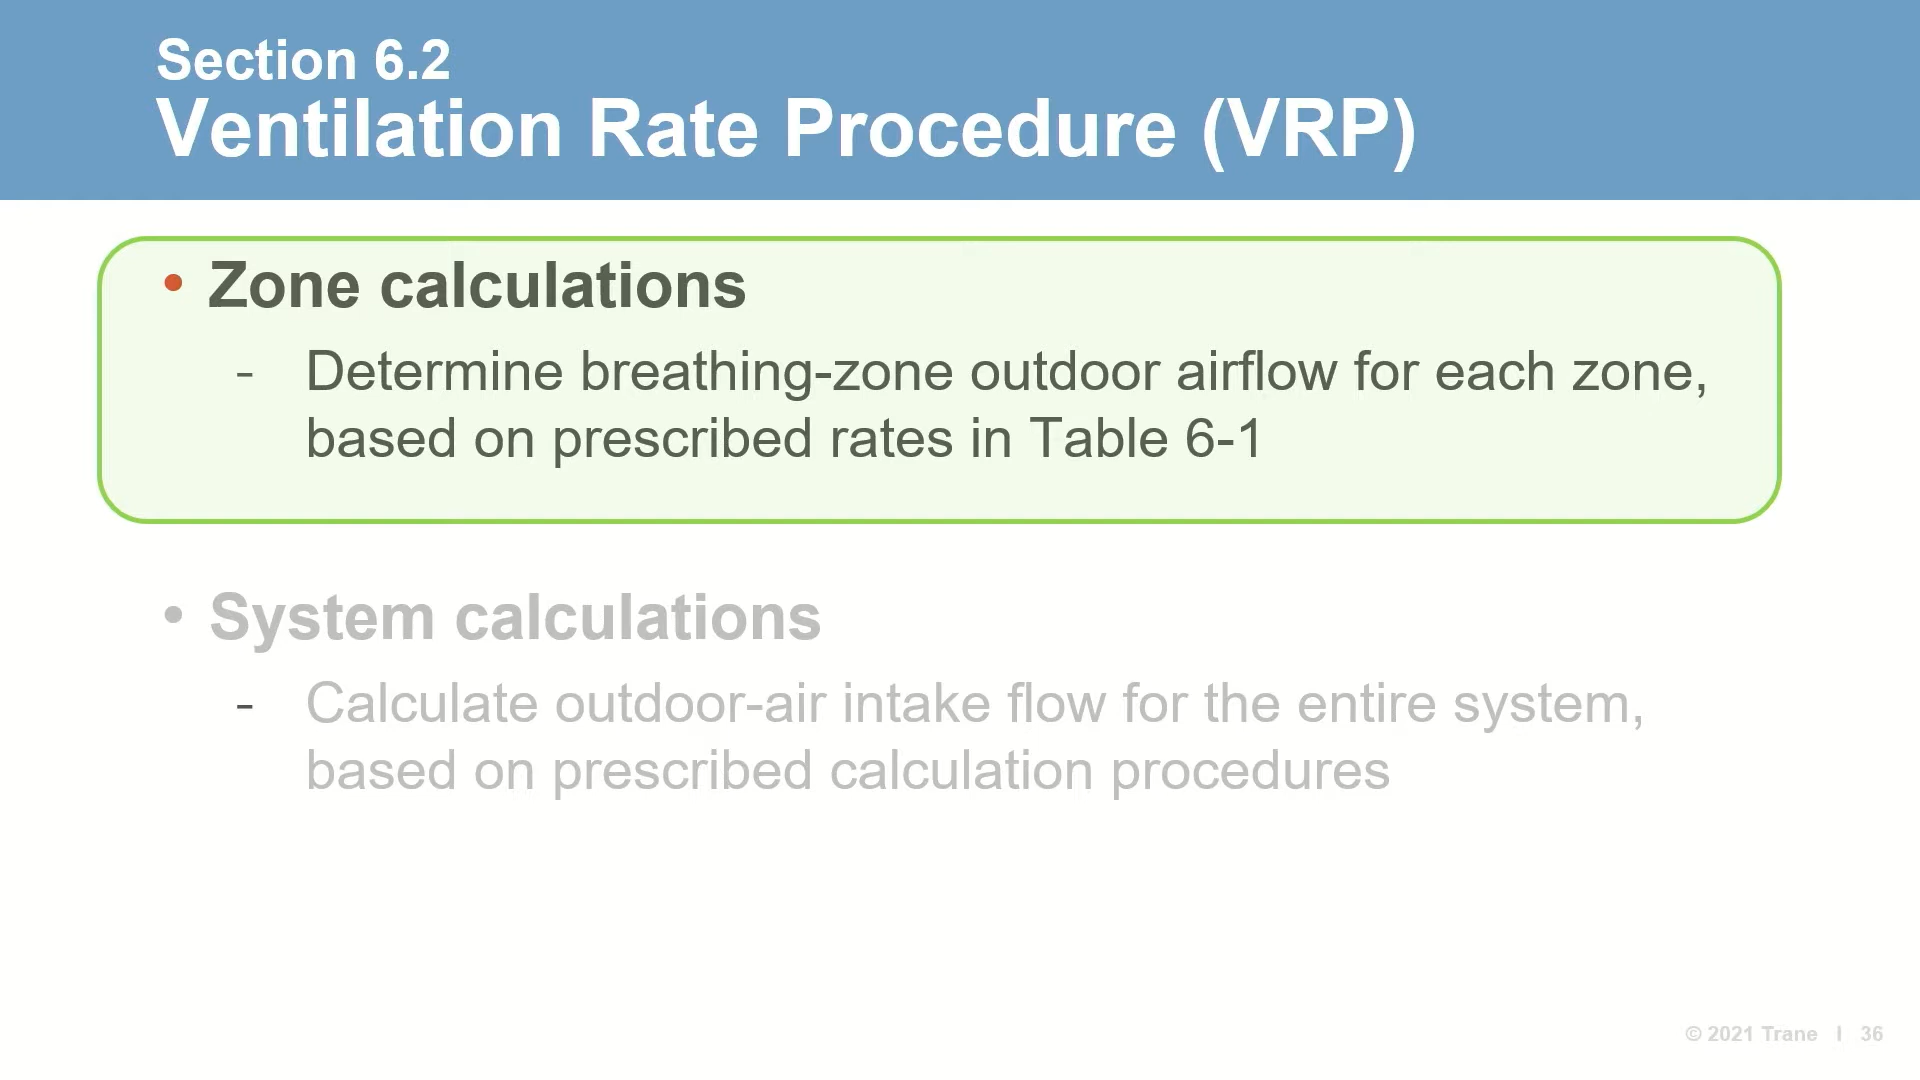 Section 6.2
Ventilation Rate Procedure (VRP)
• Zone calculations
- Determine breathing-zone outdoor airflow for each zone,
based on prescribed rates in Table 6-1
• System calculations
- Calculate outdoor-air intake flow for the entire system,
based on prescribed calculation procedures
© 2021 Trane I 36